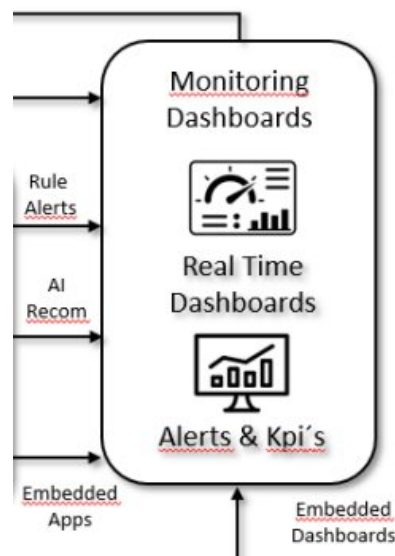 Monitoring
Dashboards
Rule
Alerts
Real Time
Dashboards
AI
Recom
Alerts & Kpi´s
Embedded
Apps
Embedded
Dashboards